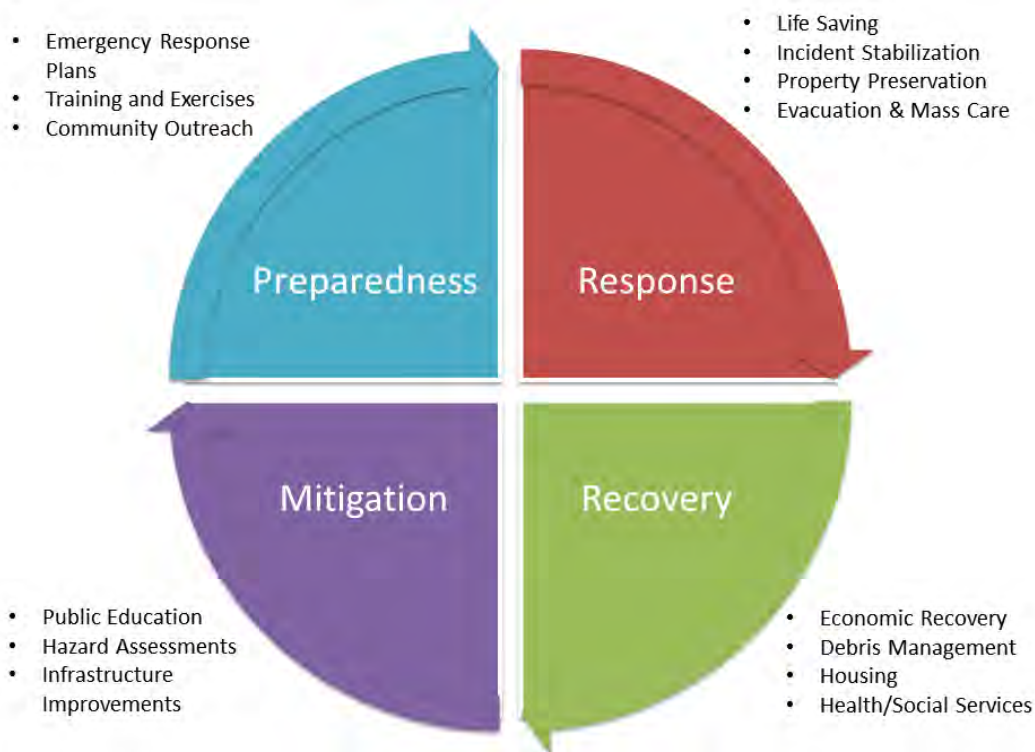 • Emergency Response
Plans
• Training and Exercises
• Community Outreach
• Life Saving
• Incident Stabilization
• Property Preservation
• Evacuation & Mass Care
Preparedness
Response
Mitigation
Recovery
• Public Education
• Hazard Assessments
• Infrastructure
Improvements
• Economic Recovery
• Debris Management
• Housing
• Health/Social Services